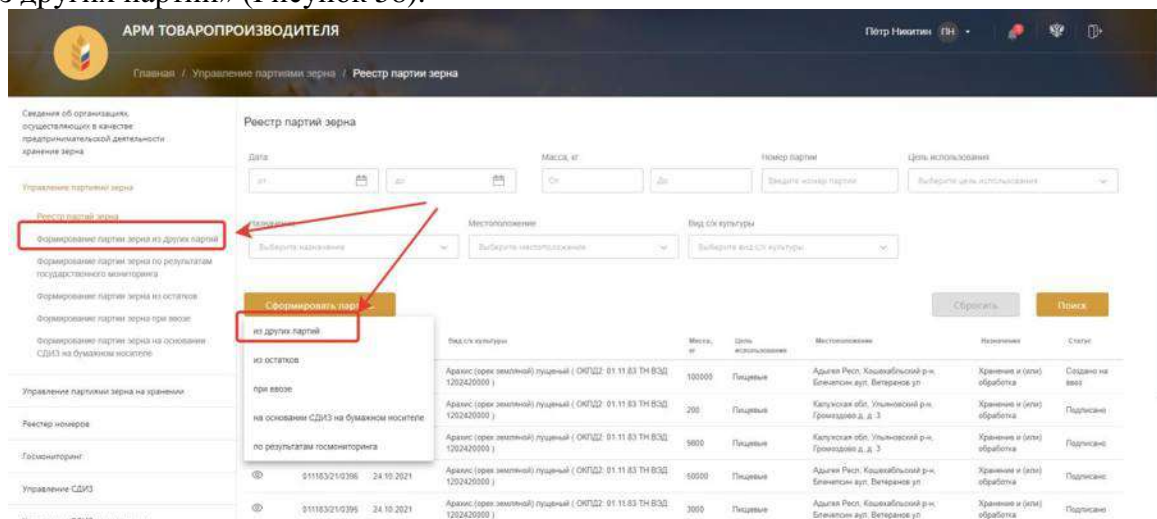 з других партий» (Рисунок 38).
АРМ ТОВАРОПРОИЗВОДИТЕЛЯ
Пётр Никитин ПН
Главная / Управление партиями зерна / Реестр партии зерна
Сведения об организациях,
осуществляющих в качестве
предпринимательской деятельности
хранение зерна
Управление партиями зерна
Реестр партий зерна
Формирование партии зерна из других партий
Формирование партии зерна по результатам
государственного мониторинга
Формирование партии зерна из остатков
Формирование партии зерна при ввозе
Формирование партии зерна на основании
СДИЗ на бумажном носителе
Управление партиями зерна на хранении
Реестр номеров
Госмониторинг
Управление СДИЗ
Реестр партий зерна
Дата Масса, кг Номер партии Цель использования
от до От До Введите номер партии Выберите цель использования
Назначение Местоположение Вид с/х культуры
Выберите назначение Выберите местоположение Выберите вид с/х культуры
Сформировать Сбросить Поиск
из других партий
из остатков
при ввозе
на основании СДИЗ на бумажном носителе
по результатам госмониторинга
Вид с/х культуры Масса, кг Цель использования Местоположение Назначение Статус
Арахис (орех земляной) лущеный ( ОКПД2: 01.11.83 ТН ВЭД: 1202420000 ) 100000 Пищевые Адыгея Респ, Кошехабльский р-н, Блечепсин аул, Ветеранов ул Хранение и (или) обработка Создано на ввоз
Арахис (орех земляной) лущеный ( ОКПД2: 01.11.83 ТН ВЭД: 1202420000 ) 200 Пищевые Калужская обл, Ульяновский р-н, Громоздово д, д. 3 Хранение и (или) обработка Подписано
Арахис (орех земляной) лущеный ( ОКПД2: 01.11.83 ТН ВЭД: 1202420000 ) 9800 Пищевые Калужская обл, Ульяновский р-н, Громоздово д, д. 3 Хранение и (или) обработка Подписано
011183/21/0396 24.10.2021 Арахис (орех земляной) лущеный ( ОКПД2: 01.11.83 ТН ВЭД: 1202420000 ) 50000 Пищевые Адыгея Респ, Кошехабльский р-н, Блечепсин аул, Ветеранов ул Хранение и (или) обработка Подписано
011183/21/0395 24.10.2021 Арахис (орех земляной) лущеный ( ОКПД2: 01.11.83 ТН ВЭД: 1202420000 ) 3000 Пищевые Адыгея Респ, Кошехабльский р-н, Блечепсин аул, Ветеранов ул Хранение и (или) обработка Подписано